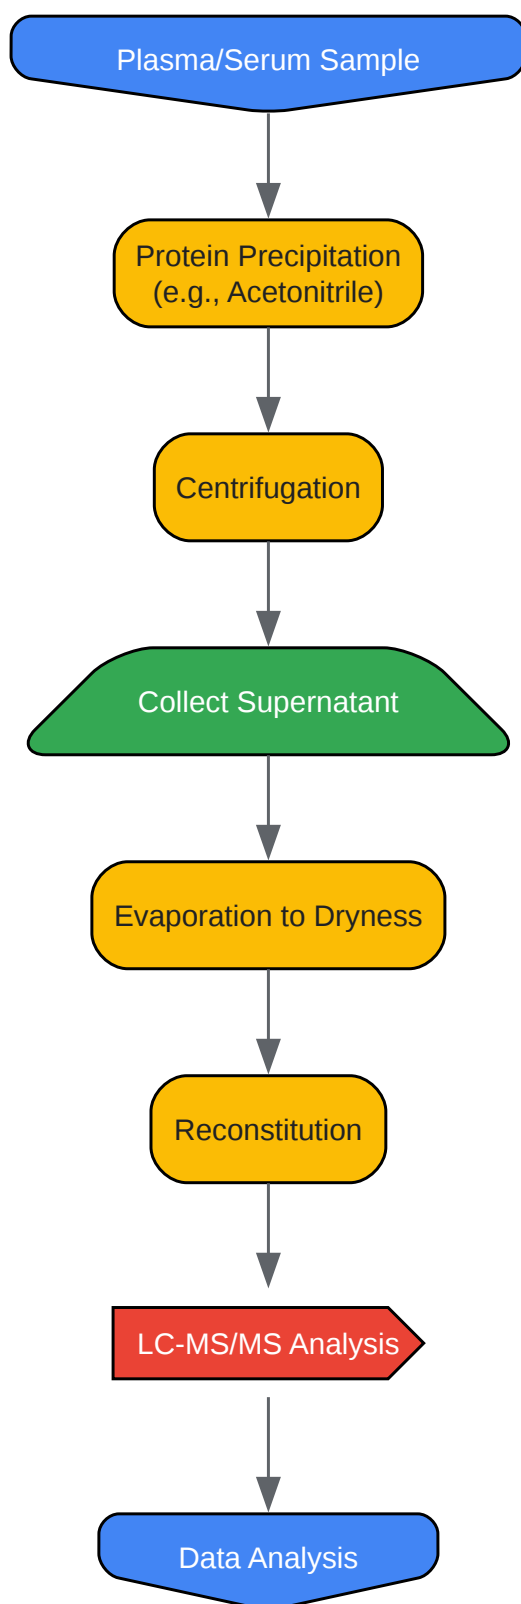 Plasma/Serum Sample
Protein Precipitation
(e.g., Acetonitrile)
Centrifugation
Collect Supernatant
Evaporation to Dryness
Reconstitution
LC-MS/MS Analysis
Data Analysis